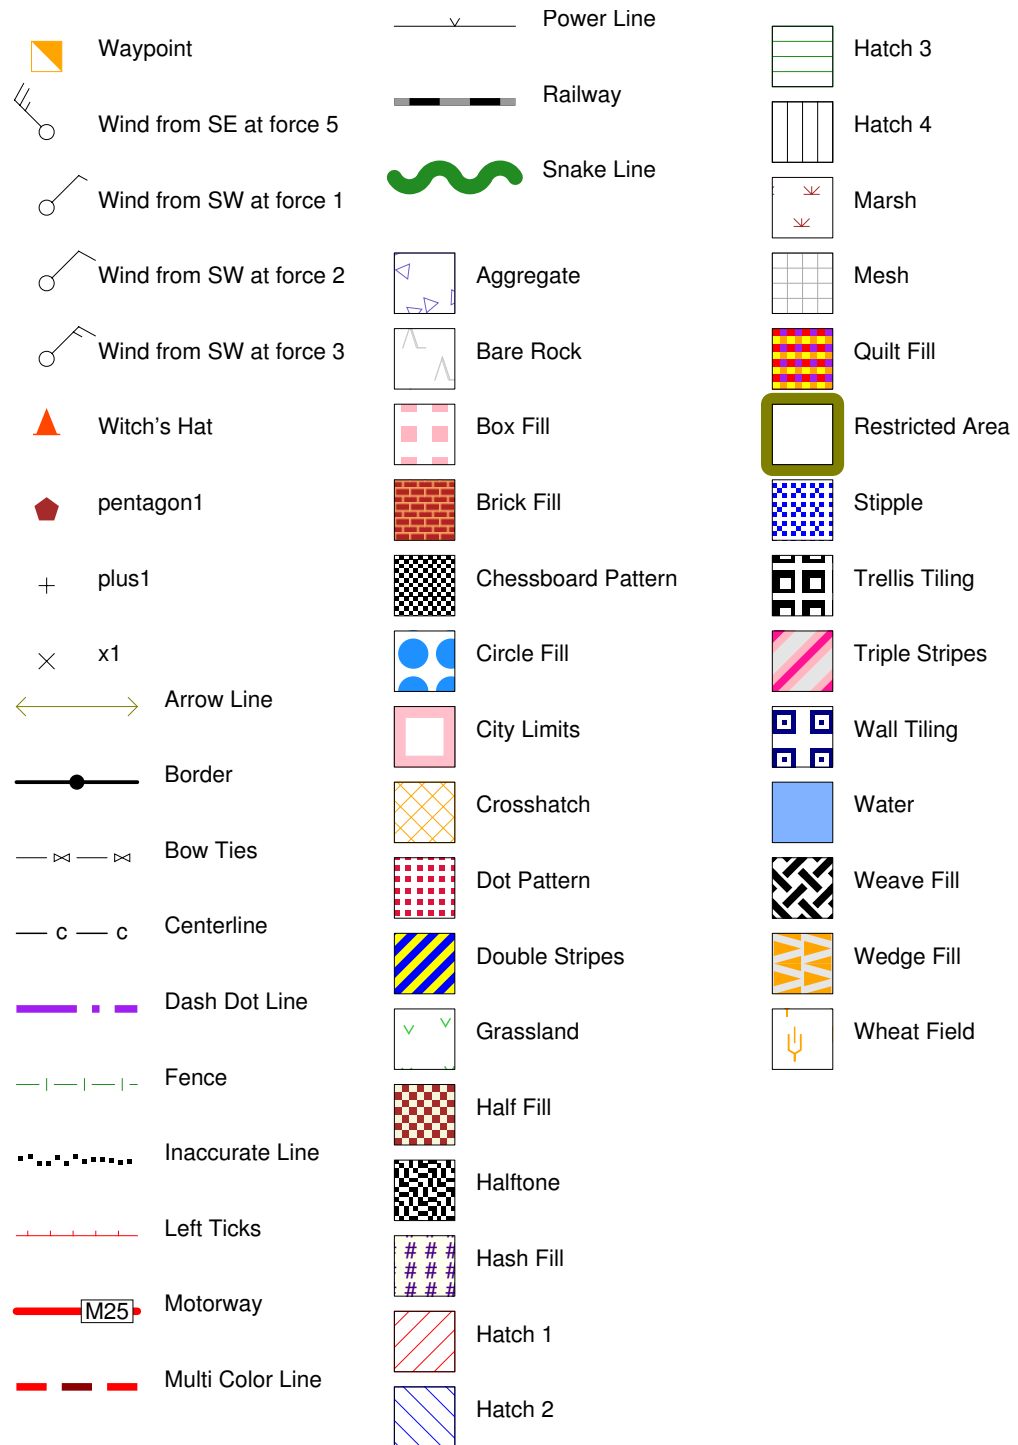 Waypoint
Wind from SE at force 5
Wind from SW at force 1
Wind from SW at force 2
Wind from SW at force 3
Witch's Hat
pentagon1
plus1
x1
Arrow Line
Border
Bow Ties
C C Centerline
Dash Dot Line
Fence
Inaccurate Line
Left Ticks
M25 Motorway
Multi Color Line
Power Line
Railway
Snake Line
Aggregate
Bare Rock
Box Fill
Brick Fill
Chessboard Pattern
Circle Fill
City Limits
Crosshatch
Dot Pattern
Double Stripes
Grassland
Half Fill
Halftone
# # # Hash Fill
# # #
# # #
Hatch 1
Hatch 2
Hatch 3
Hatch 4
Marsh
Mesh
Quilt Fill
Restricted Area
Stipple
Trellis Tiling
Triple Stripes
Wall Tiling
Water
Weave Fill
Wedge Fill
Wheat Field